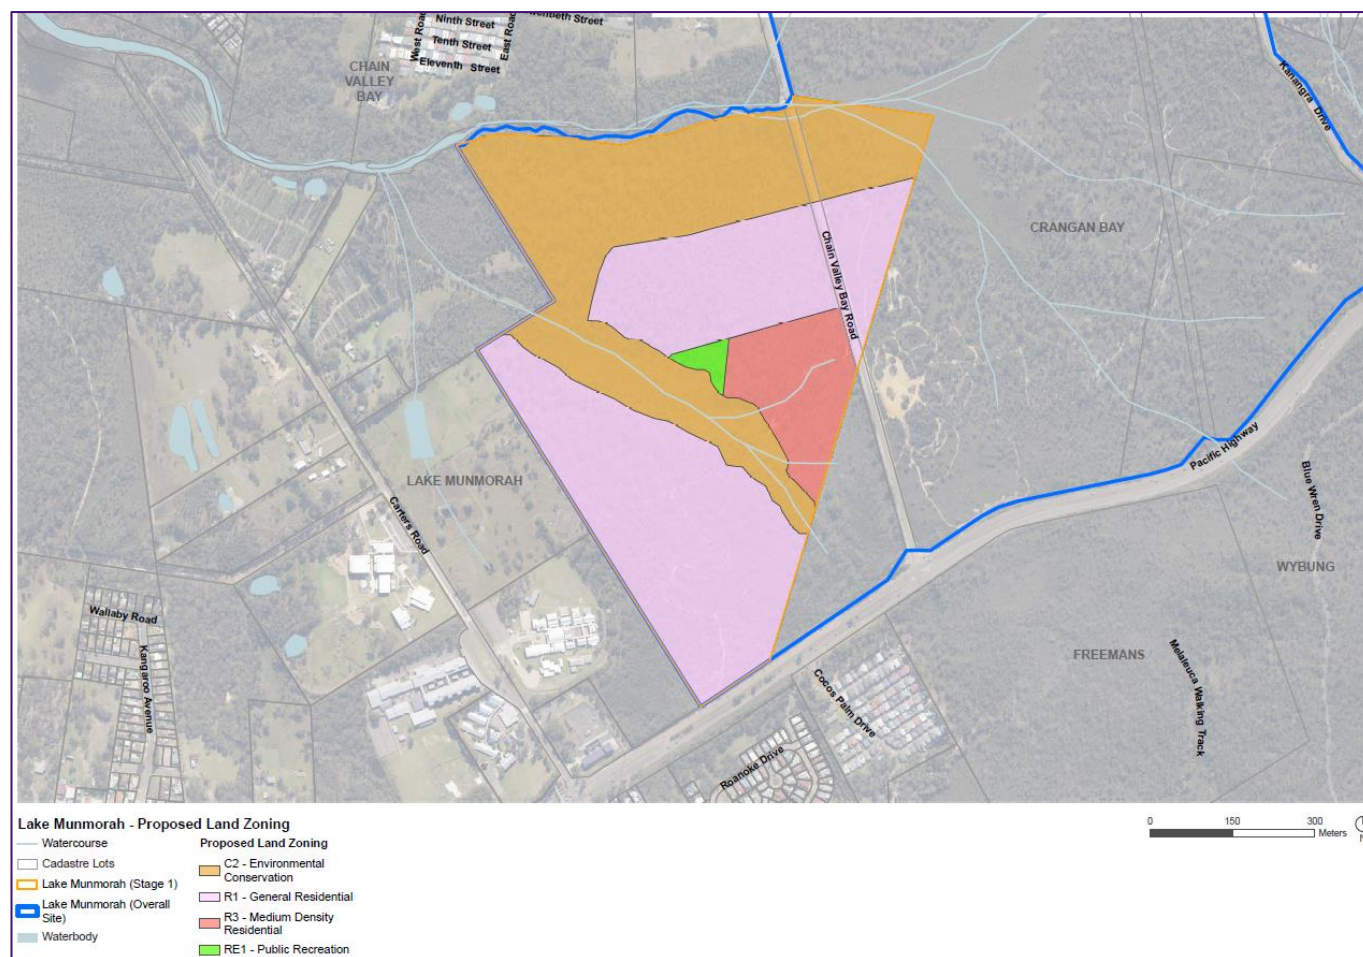 Ninth Street
Tenth Street
Eleventh Street
West Road
East Road
Twentieth Street
CHAIN
VALLEY
BAY
Kanangra Drive
CRANGAN BAY
Chain Valley Bay Road
LAKE MUNMORAH
Carters Road
Pacific Highway
Blue Wren Drive
WYBUNG
Wallaby Road
Kangaroo Avenue
FREEMANS
Melaleuca Walking Track
Cocos Palm Drive
Roanoke Drive
Lake Munmorah - Proposed Land Zoning
Watercourse
Cadastre Lots
Lake Munmorah (Stage 1)
Lake Munmorah (Overall
Site)
Waterbody
Proposed Land Zoning
C2 - Environmental
Conservation
R1 - General Residential
R3 - Medium Density
Residential
RE1 - Public Recreation
0 150 300
Meters
N